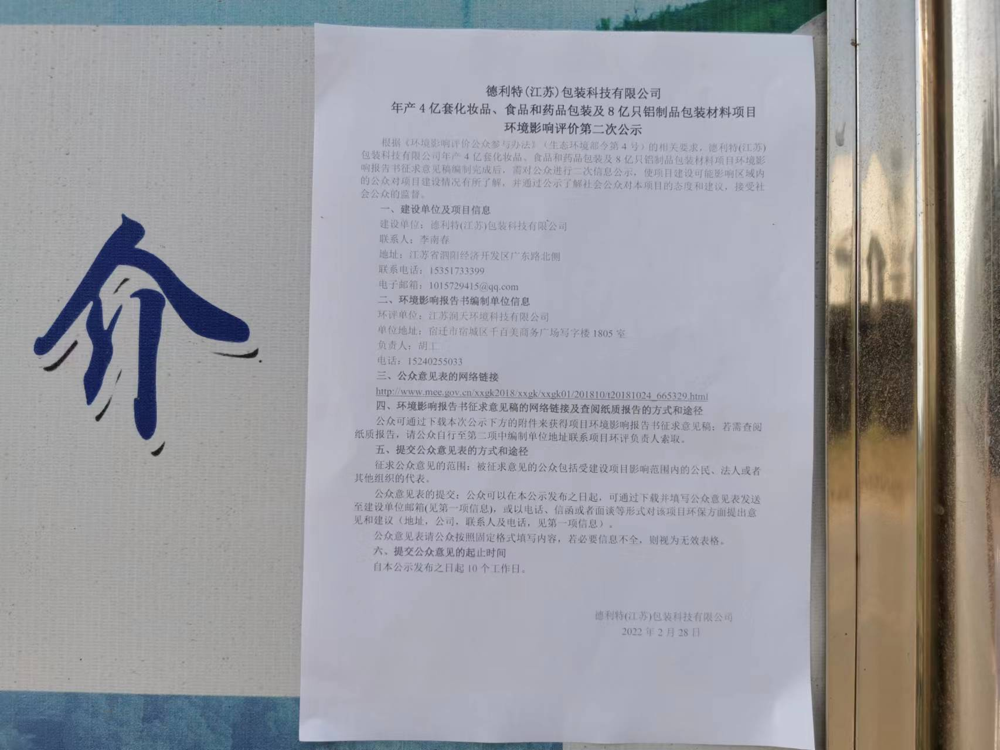 介
德利特(江苏)包装科技有限公司
年产 4 亿套化妆品、食品和药品包装及 8 亿只铝制品包装材料项目
环境影响评价第二次公示
根据《环境影响评价公众参与办法》（生态环境部令第 4 号）的相关要求，德利特(江苏)
包装科技有限公司年产 4 亿套化妆品、食品和药品包装及 8 亿只铝制品包装材料项目环境影
响报告书征求意见稿编制完成后，需对公众进行二次信息公示，使项目建设可能影响区域内
的公众对项目建设情况有所了解，并通过公示了解社会公众对本项目的态度和建议，接受社
会公众的监督。
一、建设单位及项目信息
建设单位：德利特(江苏)包装科技有限公司
联系人：李南春
地址：江苏省泗阳经济开发区广东路北侧
联系电话：15351733399
电子邮箱：1015729415@qq.com
二、环境影响报告书编制单位信息
环评单位：江苏润天环境科技有限公司
单位地址：宿迁市宿城区千百美商务广场写字楼 1805 室
负责人：胡工
电话：15240255033
三、公众意见表的网络链接
http://www.mee.gov.cn/xxgk2018/xxgk/xxgk01/201810/t20181024_665329.html
四、环境影响报告书征求意见稿的网络链接及查阅纸质报告的方式和途径
公众可通过下载本次公示下方的附件来获得项目环境影响报告书征求意见稿；若需查阅
纸质报告，请公众自行至第二项中编制单位地址联系项目环评负责人索取。
五、提交公众意见表的方式和途径
征求公众意见的范围：被征求意见的公众包括受建设项目影响范围内的公民、法人或者
其他组织的代表。
公众意见表的提交：公众可以在本公示发布之日起，可通过下载并填写公众意见表发送
至建设单位邮箱(见第一项信息)，或以电话、信函或者面谈等形式对该项目环保方面提出意
见和建议（地址，公司，联系人及电话，见第一项信息）。
公众意见表请公众按照固定格式填写内容，若必要信息不全，则视为无效表格。
六、提交公众意见的起止时间
自本公示发布之日起 10 个工作日。
德利特(江苏)包装科技有限公司
2022 年 2 月 28 日